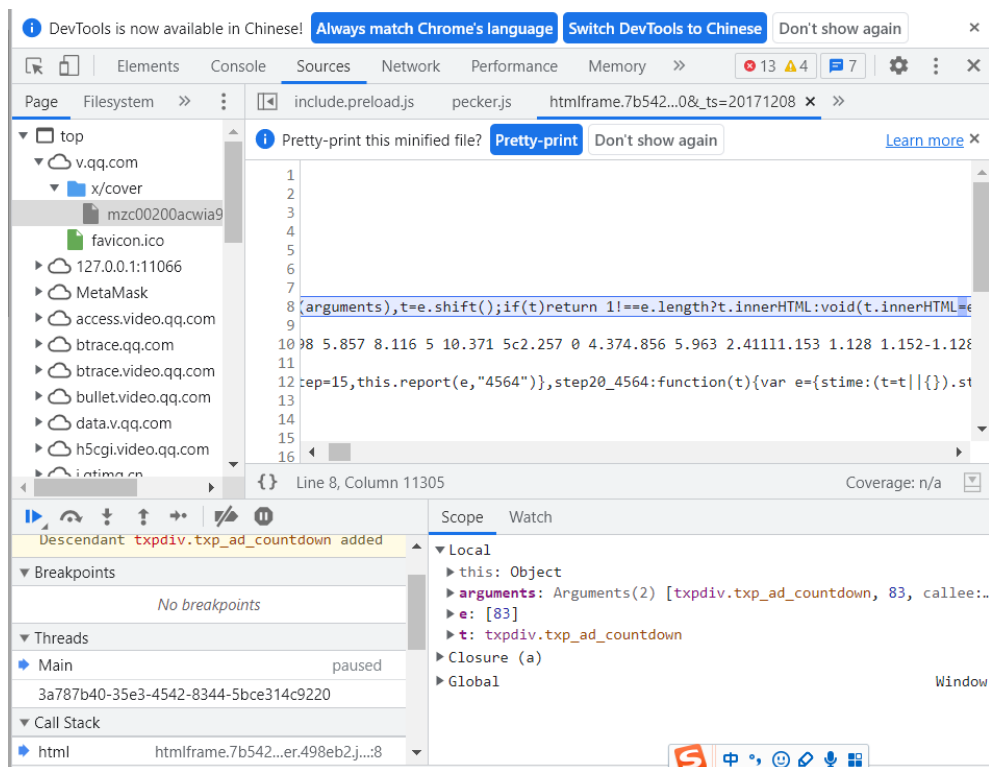 DevTools is now available in Chinese! Always match Chrome's language Switch DevTools to Chinese Don't show again
Elements Console Sources Network Performance Memory 13 4 7
Page Filesystem include.preload.js pecker.js htmlframe.7b542...0&_ts=20171208
top
v.qq.com
x/cover
mzc00200acwia9
favicon.ico
127.0.0.1:11066
MetaMask
access.video.qq.com
btrace.qq.com
btrace.video.qq.com
bullet.video.qq.com
data.v.qq.com
h5cgi.video.qq.com
i.gtimg.cn
Pretty-print this minified file? Pretty-print Don't show again Learn more
1
2
3
4
5
6
7
8 (arguments),t=e.shift();if(t)return 1!==e.length?t.innerHTML:void(t.innerHTML=e
9
10 98 5.857 8.116 5 10.371 5c2.257 0 4.374.856 5.963 2.41l1.153 1.128 1.152-1.128
11
12 tep=15,this.report(e,"4564")},step20_4564:function(t){var e={stime:(t=t||{}).st
13
14
15
16
{} Line 8, Column 11305 Coverage: n/a
Descendant txpdiv.txp_ad_countdown added
Breakpoints
No breakpoints
Threads
Main paused
3a787b40-35e3-4542-8344-5bce314c9220
Call Stack
html htmlframe.7b542...er.498eb2.j...:8
Scope Watch
Local
this: Object
arguments: Arguments(2) [txpdiv.txp_ad_countdown, 83, callee:…
e: [83]
t: txpdiv.txp_ad_countdown
Closure (a)
Global Window
S 中